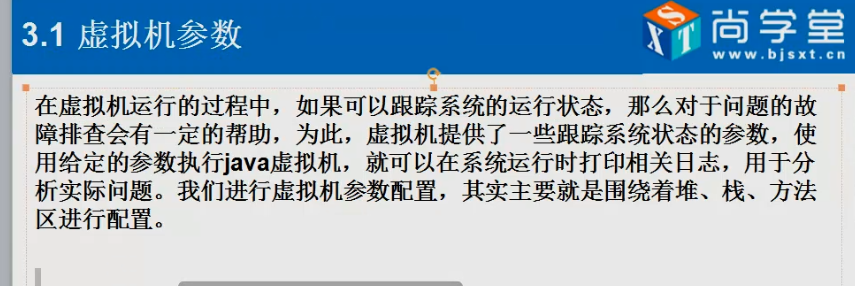 3.1 虚拟机参数
SXT
尚学堂
www.bjsxt.cn
在虚拟机运行的过程中，如果可以跟踪系统的运行状态，那么对于问题的故
障排查会有一定的帮助，为此，虚拟机提供了一些跟踪系统状态的参数，使
用给定的参数执行java虚拟机，就可以在系统运行时打印相关日志，用于分
析实际问题。我们进行虚拟机参数配置，其实主要就是围绕着堆、栈、方法
区进行配置。